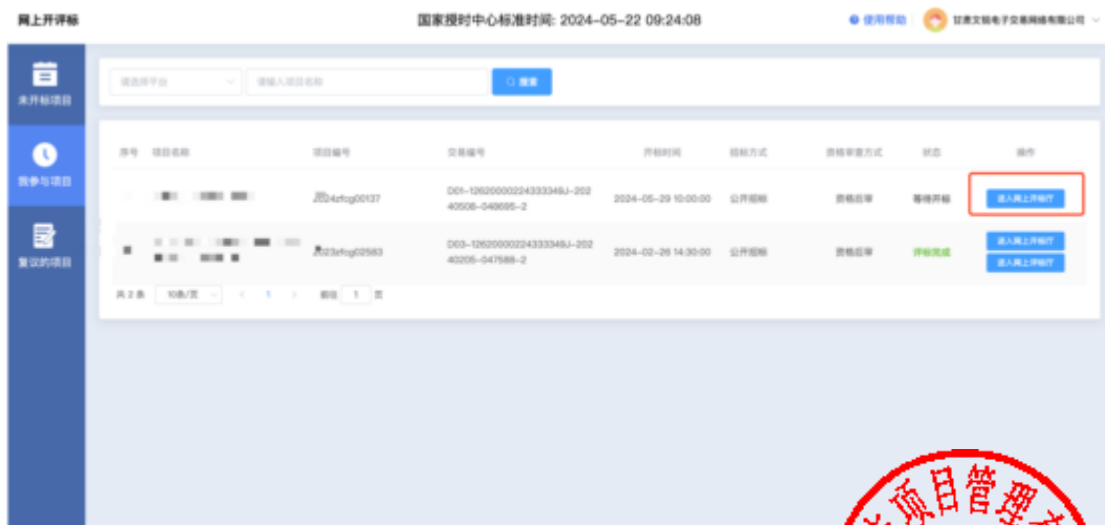 网上开评标
国家授时中心标准时间: 2024-05-22 09:24:08
使用帮助
甘肃文锐电子交易网络有限公司
未开标项目
我参与项目
复议的项目
请选择平台
请输入项目名称
搜索
序号 项目名称 项目编号 交易编号 开标时间 招标方式 资格审查方式 状态 操作
2024zfcg00137
D01-12620000224333349J-202
40508-048695-2
2024-05-29 10:00:00 公开招标 资格后审 等待开标 进入网上开标厅
2023zfcg02563
D03-12620000224333349J-202
40205-047588-2
2024-02-26 14:30:00 公开招标 资格后审 评标完成 进入网上开标厅
进入网上评标厅
共 2 条 10条/页 1 前往 1 页
项目管理